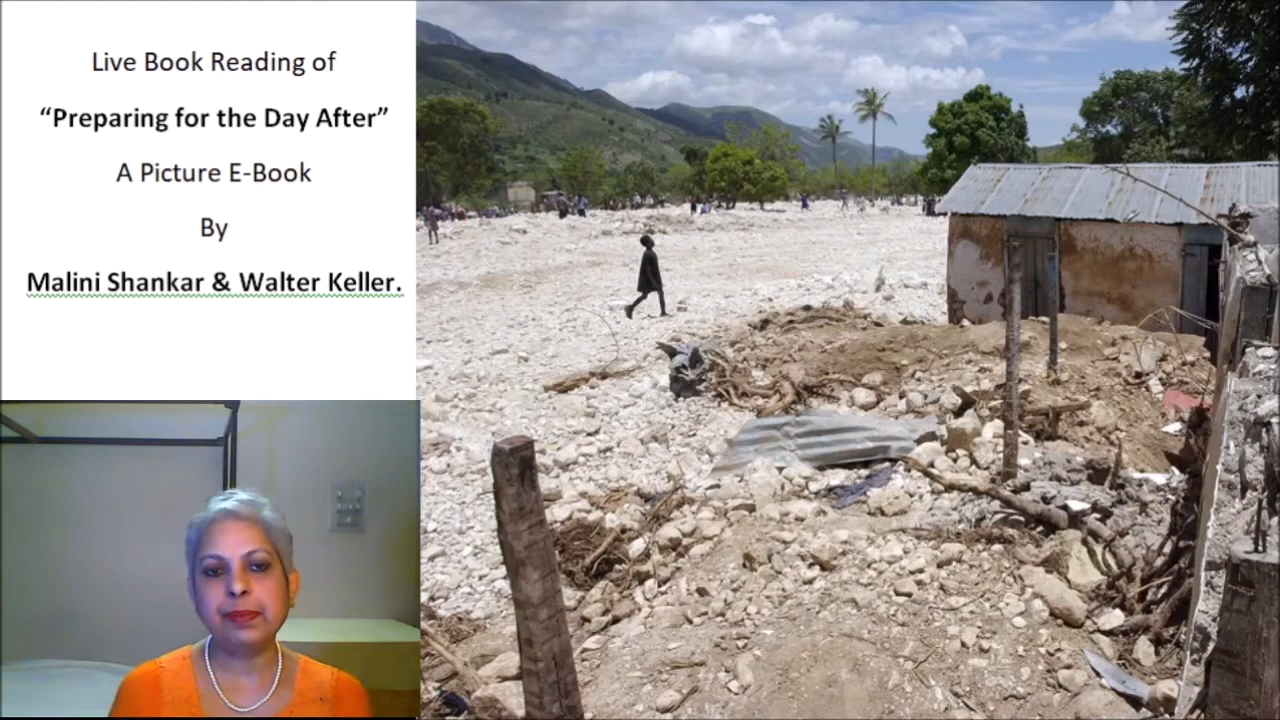 Live Book Reading of
“Preparing for the Day After”
A Picture E-Book
By
Malini Shankar & Walter Keller.